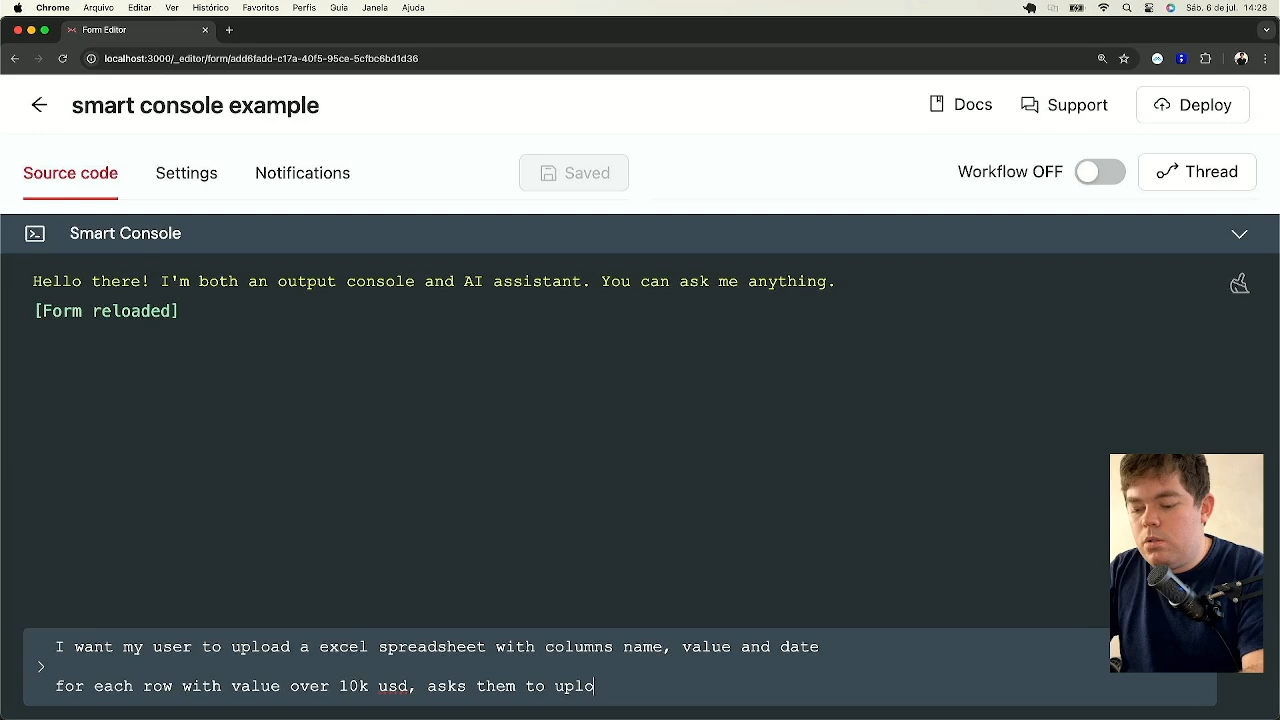 Chrome Arquivo Editar Ver Histórico Favoritos Perfis Guia Janela Ajuda Sáb. 6 de jul. 14:28
Form Editor
localhost:3000/_editor/form/add6fadd-c17a-40f5-95ce-5cfbc6bd1d36
smart console example
Docs Support Deploy
Source code Settings Notifications Saved Workflow OFF Thread
Smart Console
Hello there! I'm both an output console and AI assistant. You can ask me anything.
[Form reloaded]
I want my user to upload a excel spreadsheet with columns name, value and date
for each row with value over 10k usd, asks them to uplo